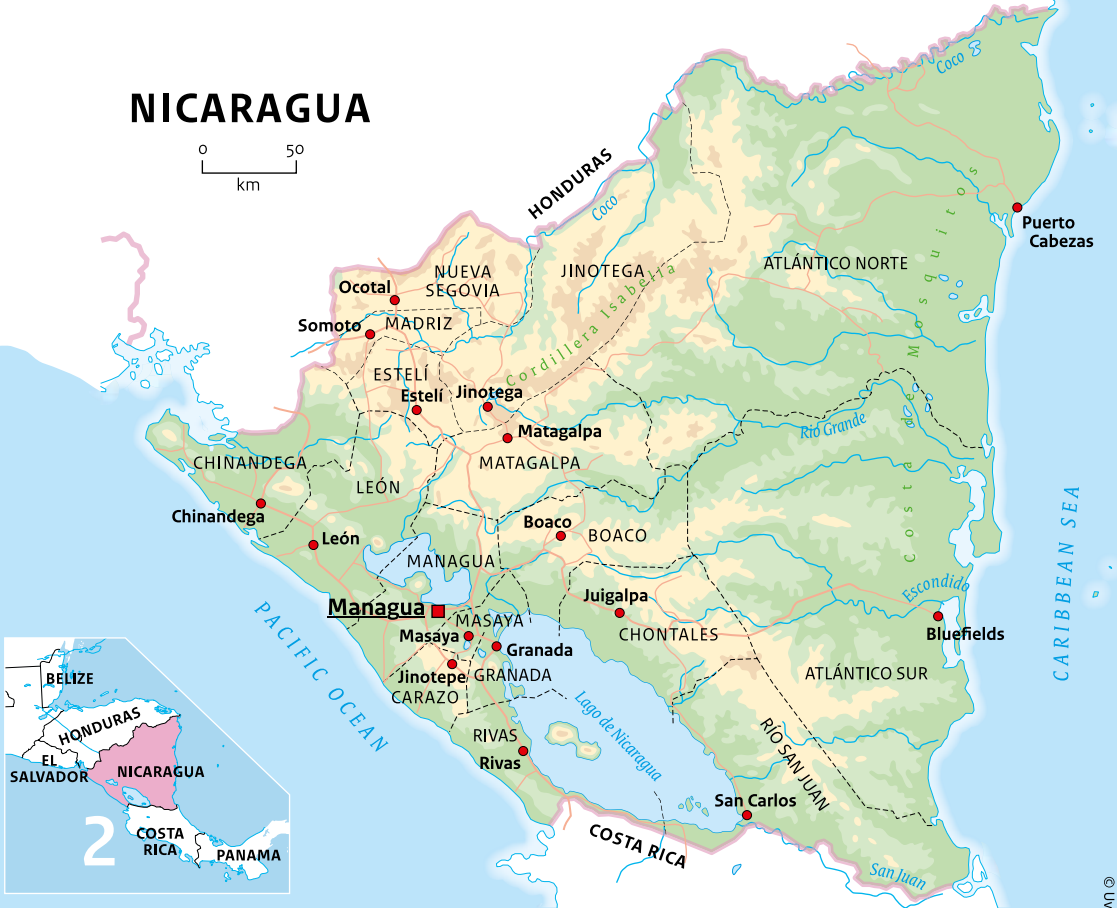 NICARAGUA
0 50
km
HONDURAS
Coco
Coco
Puerto
Cabezas
Costa de Mosquitos
NUEVA
SEGOVIA
JINOTEGA
ATLÁNTICO NORTE
Ocotal
Somoto
MADRIZ
Cordillera Isabella
ESTELÍ
Estelí
Jinotega
Matagalpa
Río Grande
CHINANDEGA
MATAGALPA
LEÓN
Chinandega
Boaco
BOACO
León
MANAGUA
CARIBBEAN SEA
Managua
Juigalpa
Escondido
MASAYA
Masaya
CHONTALES
Bluefields
Granada
PACIFIC OCEAN
Jinotepe
GRANADA
ATLÁNTICO SUR
CARAZO
Lago de Nicaragua
RIVAS
Rivas
RÍO SAN JUAN
San Carlos
COSTA RICA
San Juan
BELIZE
HONDURAS
EL
SALVADOR
NICARAGUA
COSTA
RICA
PANAMA
2